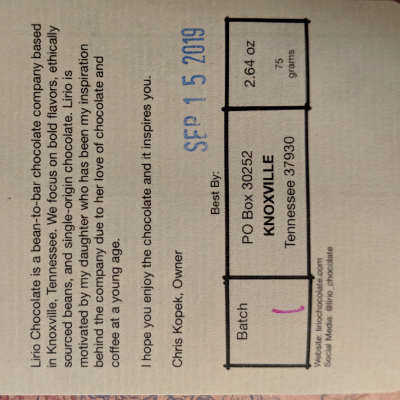 Lirio Chocolate is a bean-to-bar chocolate company based
in Knoxville, Tennessee. We focus on bold flavors, ethically
sourced beans, and single-origin chocolate. Lirio is
motivated by my daughter who has been my inspiration
behind the company due to her love of chocolate and
coffee at a young age.
I hope you enjoy the chocolate and it inspires you.
Chris Kopek, Owner
SEP 15 2019
Best By:
Batch
PO Box 30252
KNOXVILLE
Tennessee 37930
2.64 oz
75
grams
Website: liriochocolate.com
Social Media: @lirio_chocolate